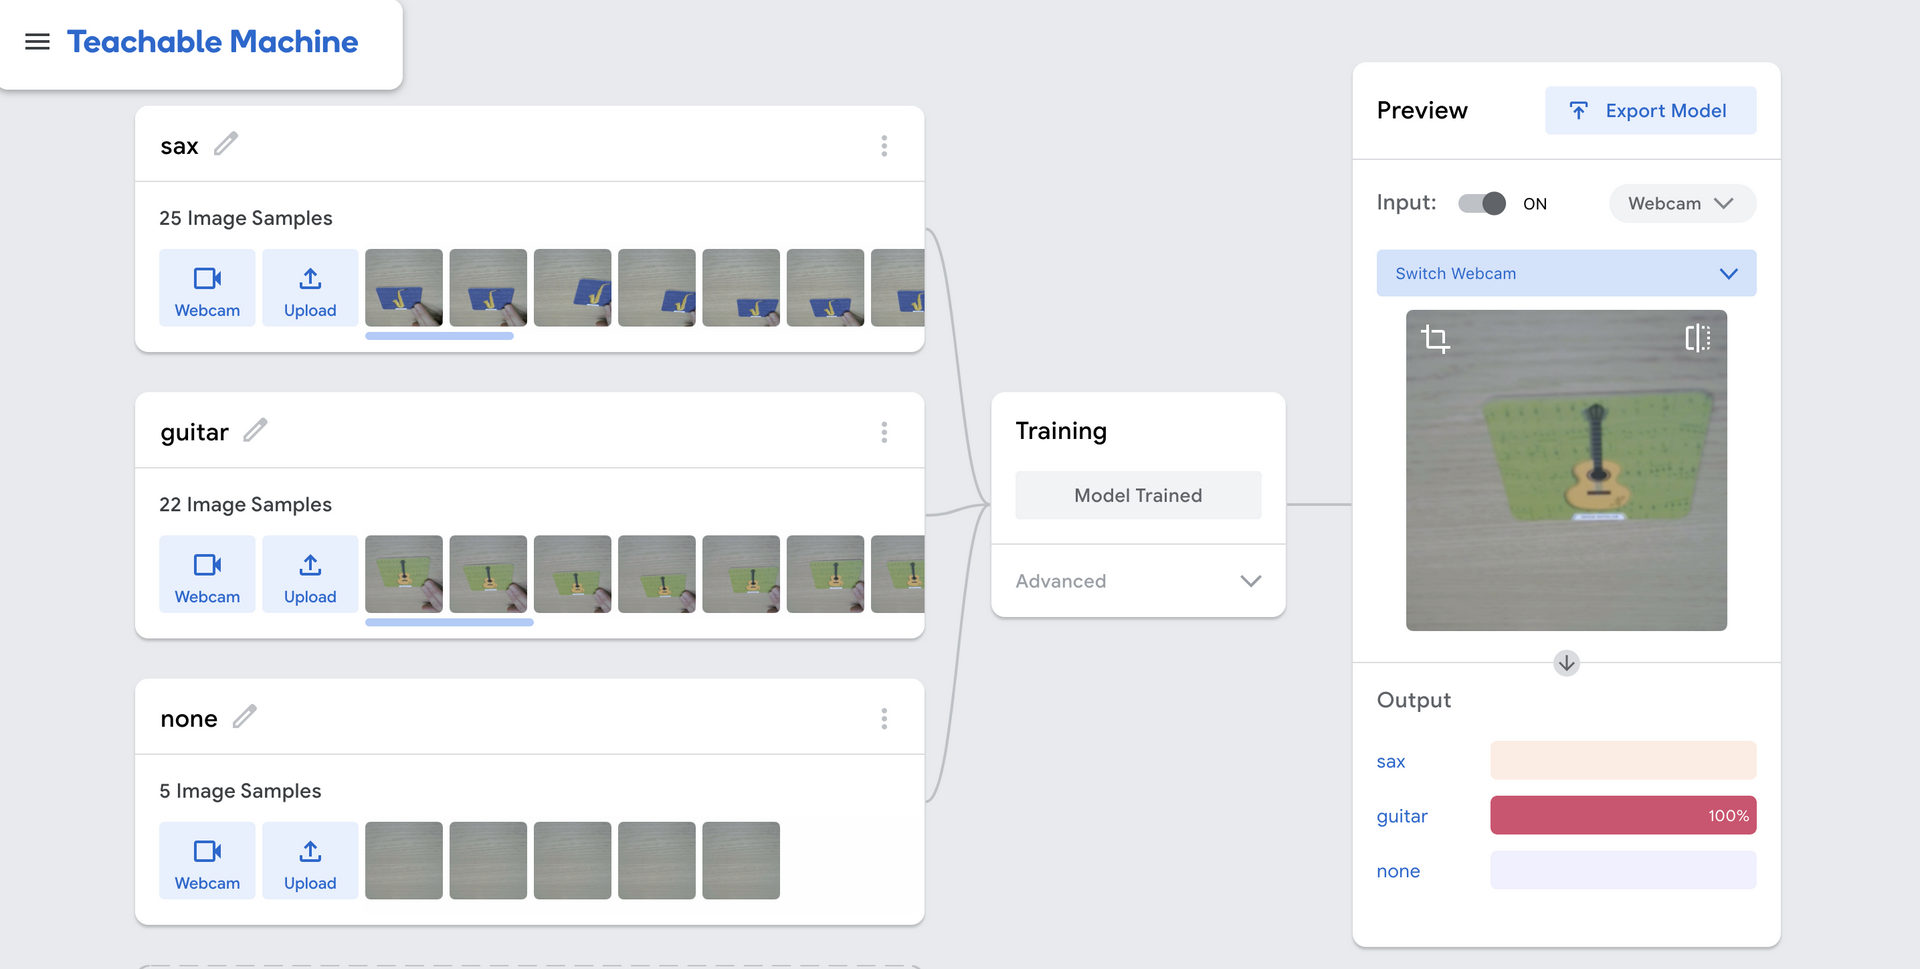 Teachable Machine
sax
25 Image Samples
Webcam
Upload
guitar
22 Image Samples
Webcam
Upload
none
5 Image Samples
Webcam
Upload
Training
Model Trained
Advanced
Preview
Export Model
Input:
ON
Webcam
Switch Webcam
Output
sax
guitar
100%
none